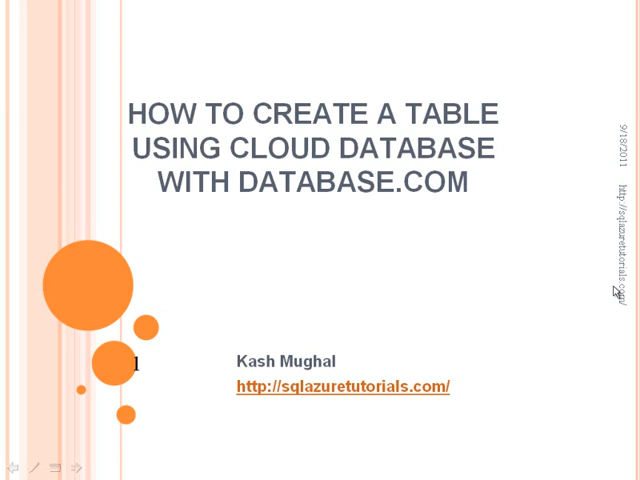 HOW TO CREATE A TABLE
USING CLOUD DATABASE
WITH DATABASE.COM
9/18/2011 http://sqlazuretutorials.com/
1
Kash Mughal
http://sqlazuretutorials.com/